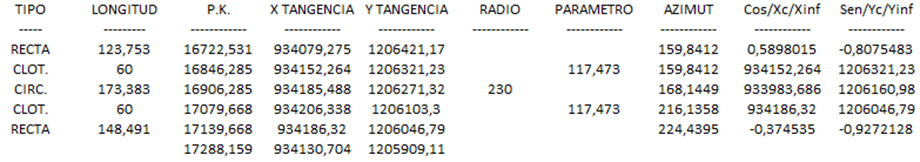 TIPO LONGITUD P.K. X TANGENCIA Y TANGENCIA RADIO PARAMETRO AZIMUT Cos/Xc/Xinf Sen/Yc/Yinf
----- --------- ------------ ------------ ------------ --------- --------- --------- ------------ ------------
RECTA 123,753 16722,531 934079,275 1206421,17 159,8412 0,5898015 -0,8075483
CLOT. 60 16846,285 934152,264 1206321,23 117,473 159,8412 934152,264 1206321,23
CIRC. 173,383 16906,285 934185,488 1206271,32 230 168,1449 933983,686 1206160,98
CLOT. 60 17079,668 934206,338 1206103,3 117,473 216,1358 934186,32 1206046,79
RECTA 148,491 17139,668 934186,32 1206046,79 224,4395 -0,374535 -0,9272128
17288,159 934130,704 1205909,11